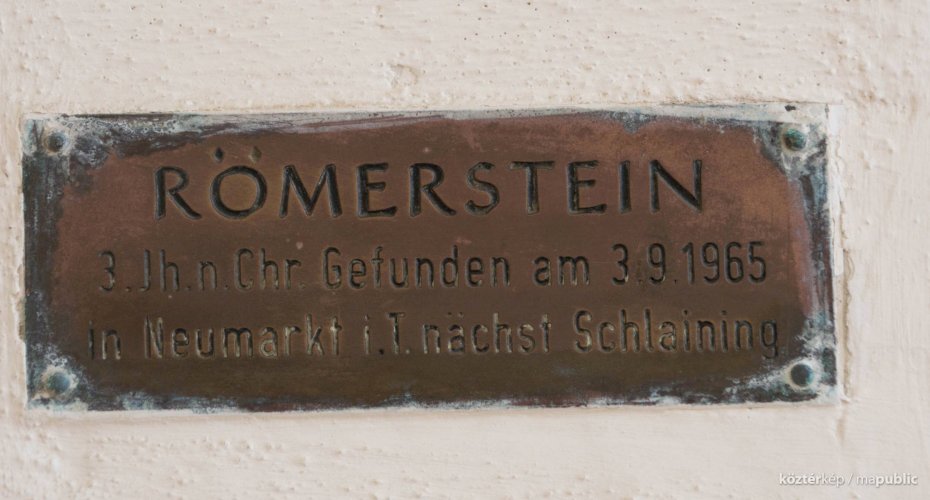 RÖMERSTEIN
3.Jh.n.Chr. Gefunden am 3.9.1965
in Neumarkt i.T. nächst Schlaining
köztérkép / mapublic